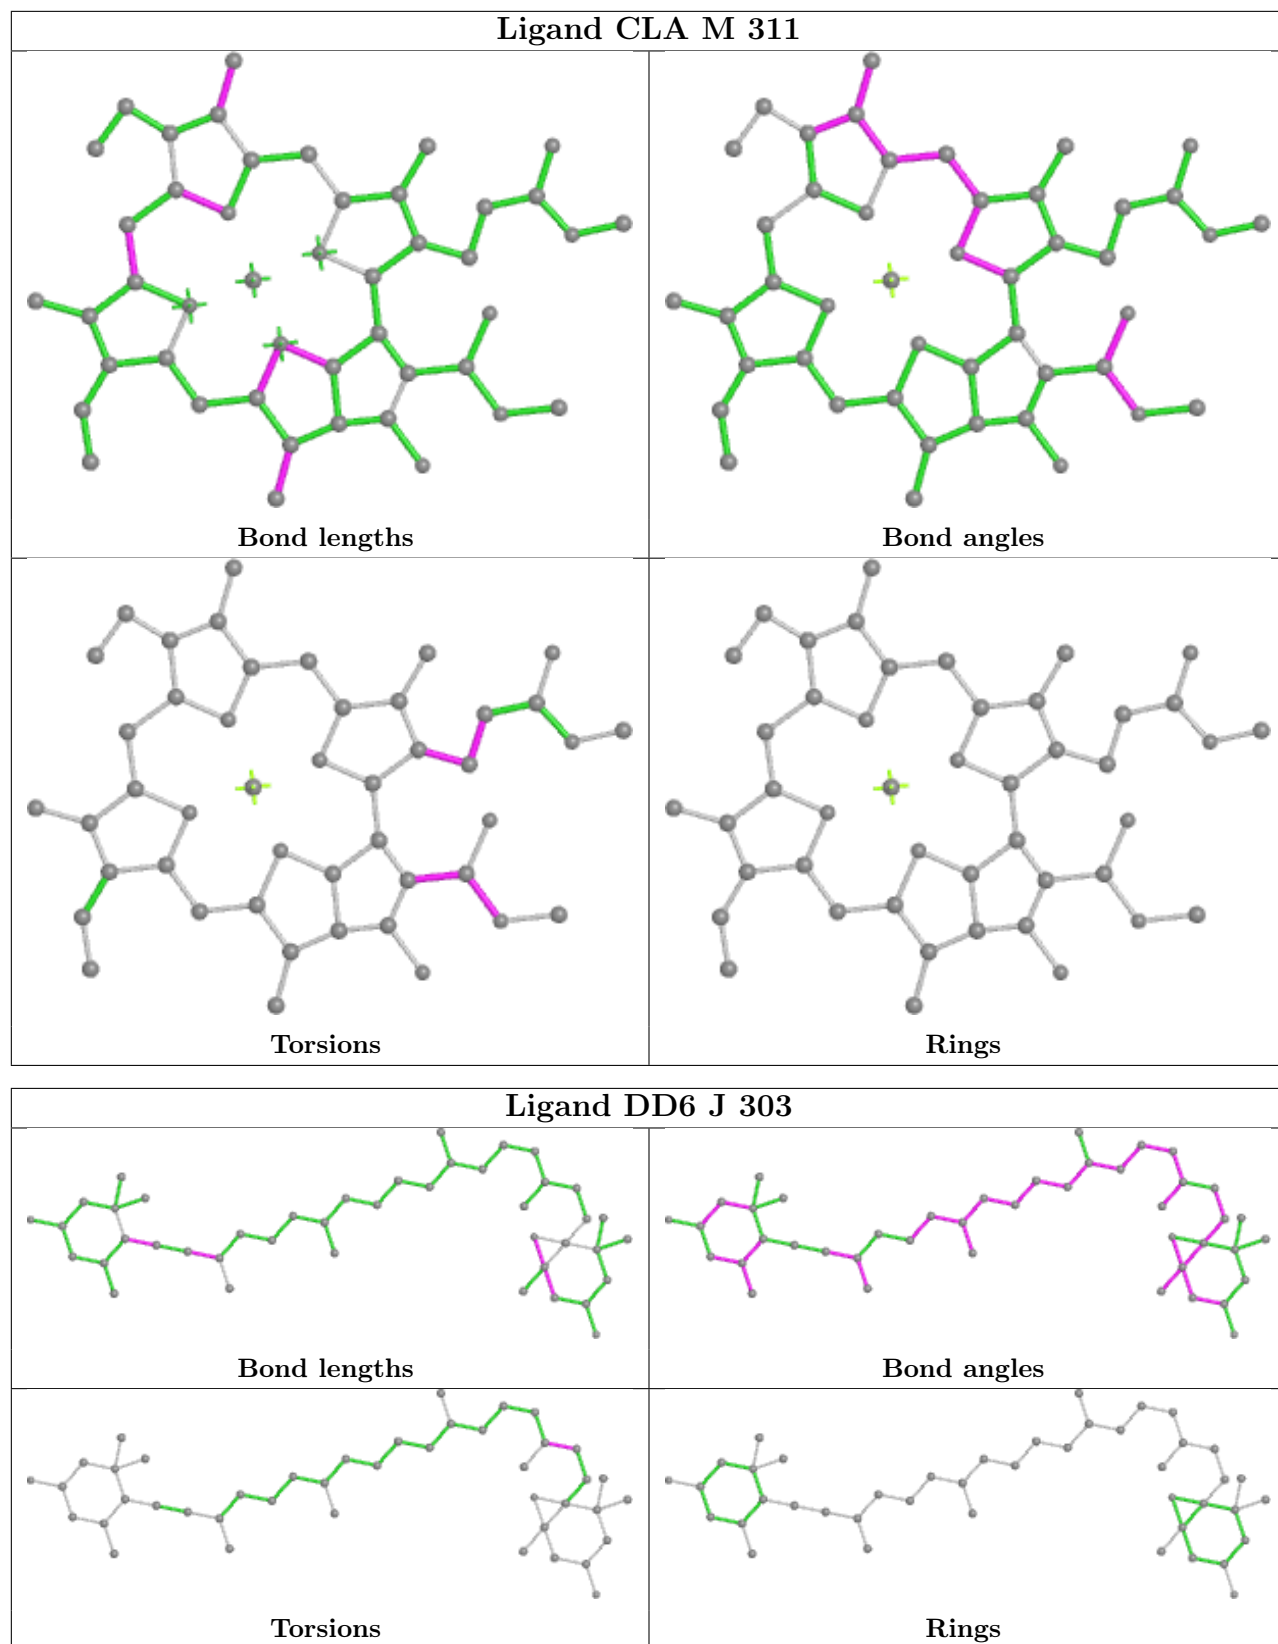 Ligand CLA M 311
Bond lengths
Bond angles
Torsions
Rings
Ligand DD6 J 303
Bond lengths
Bond angles
Torsions
Rings